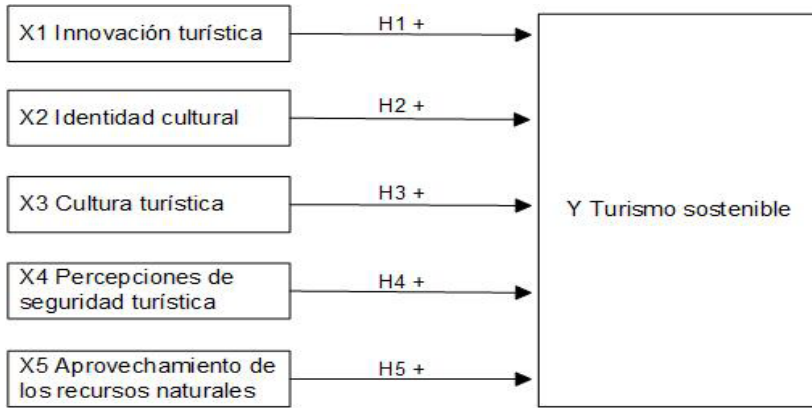 X1 Innovación turística
H1 +
X2 Identidad cultural
H2 +
X3 Cultura turística
H3 +
Y Turismo sostenible
X4 Percepciones de
seguridad turística
H4 +
X5 Aprovechamiento de
los recursos naturales
H5 +